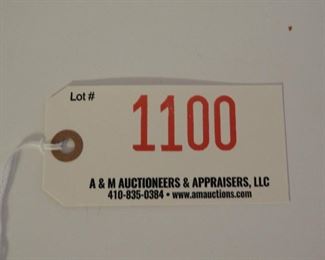 Lot #
1100
A & M AUCTIONEERS & APPRAISERS, LLC
410-835-0384 • www.amauctions.com